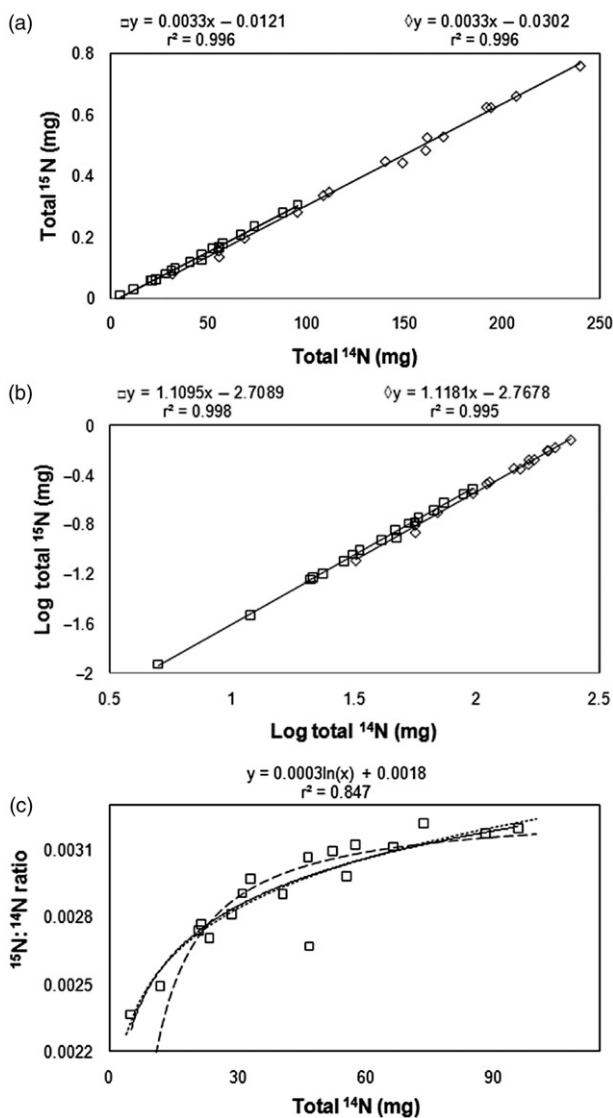 (a)
□y = 0.0033x – 0.0121 ◊y = 0.0033x – 0.0302
r² = 0.996 r² = 0.996
0.8
0.6
0.4
0.2
0
Total ¹⁵N (mg)
0 50 100 150 200 250
Total ¹⁴N (mg)
(b)
□y = 1.1095x – 2.7089 ◊y = 1.1181x – 2.7678
r² = 0.998 r² = 0.995
0
–0.4
–0.8
–1.2
–1.6
–2
Log total ¹⁵N (mg)
0.5 1 1.5 2 2.5
Log total ¹⁴N (mg)
(c)
y = 0.0003ln(x) + 0.0018
r² = 0.847
0.0031
0.0028
0.0025
0.0022
¹⁵N: ¹⁴N ratio
0 30 60 90
Total ¹⁴N (mg)